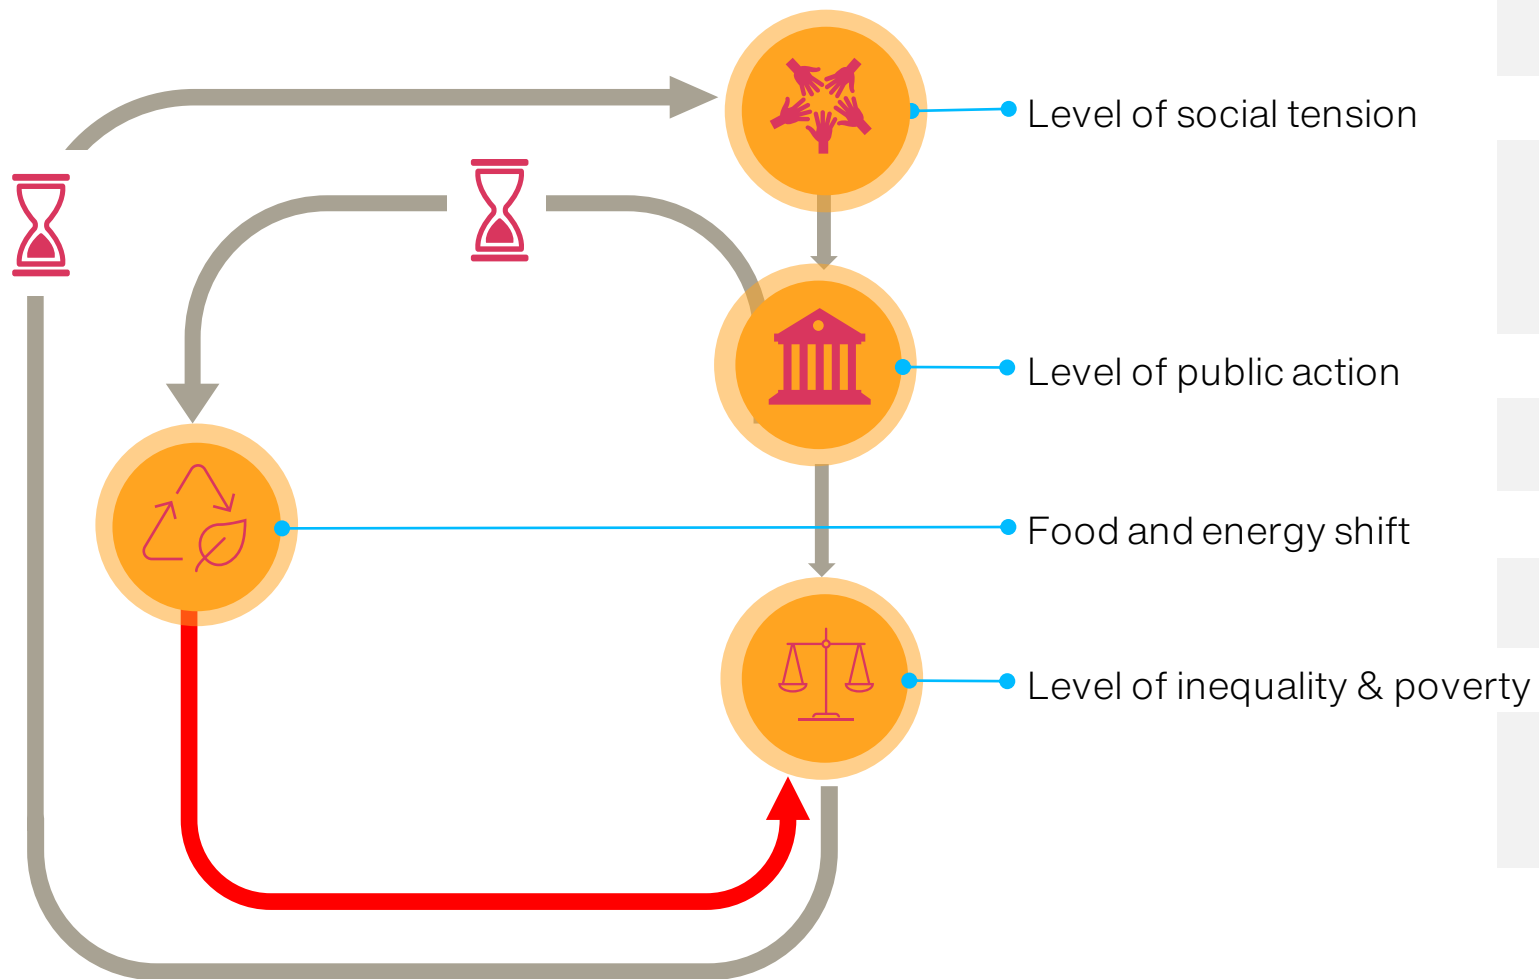 Level of social tension
Level of public action
Food and energy shift
Level of inequality & poverty